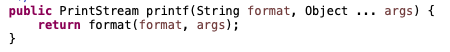 public PrintStream printf(String format, Object ... args) {
    return format(format, args);
}